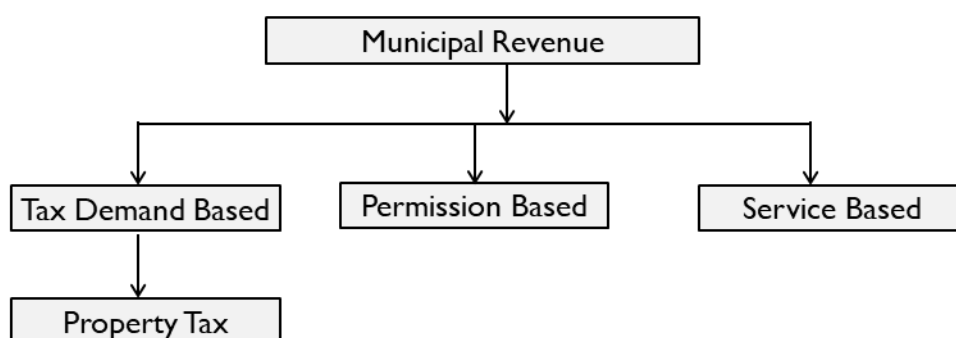 Municipal Revenue
Tax Demand Based
Permission Based
Service Based
Property Tax